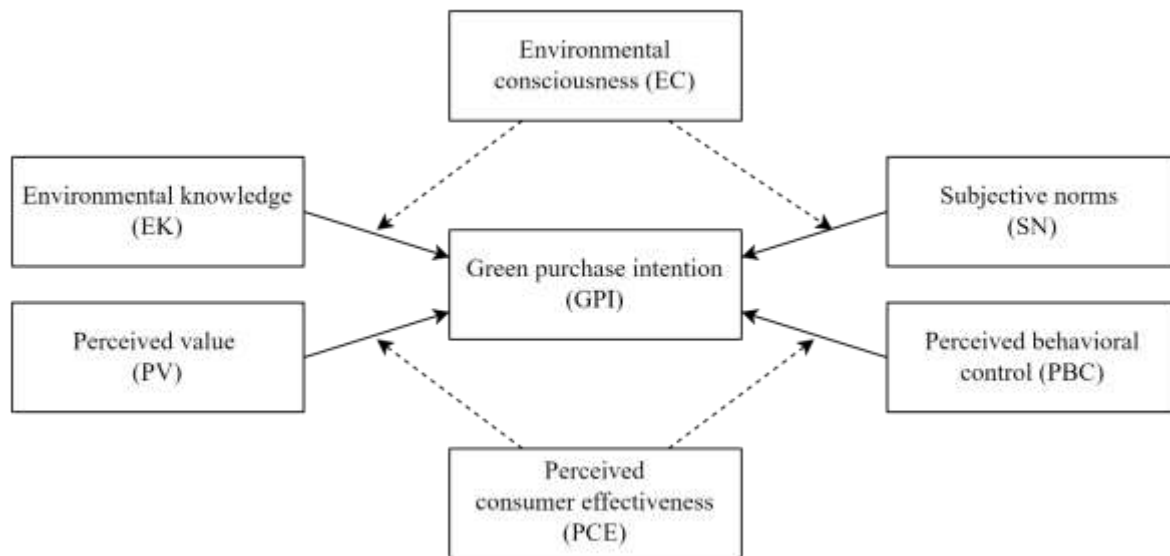 Environmental
consciousness (EC)
Environmental knowledge
(EK)
Subjective norms
(SN)
Green purchase intention
(GPI)
Perceived value
(PV)
Perceived behavioral
control (PBC)
Perceived
consumer effectiveness
(PCE)